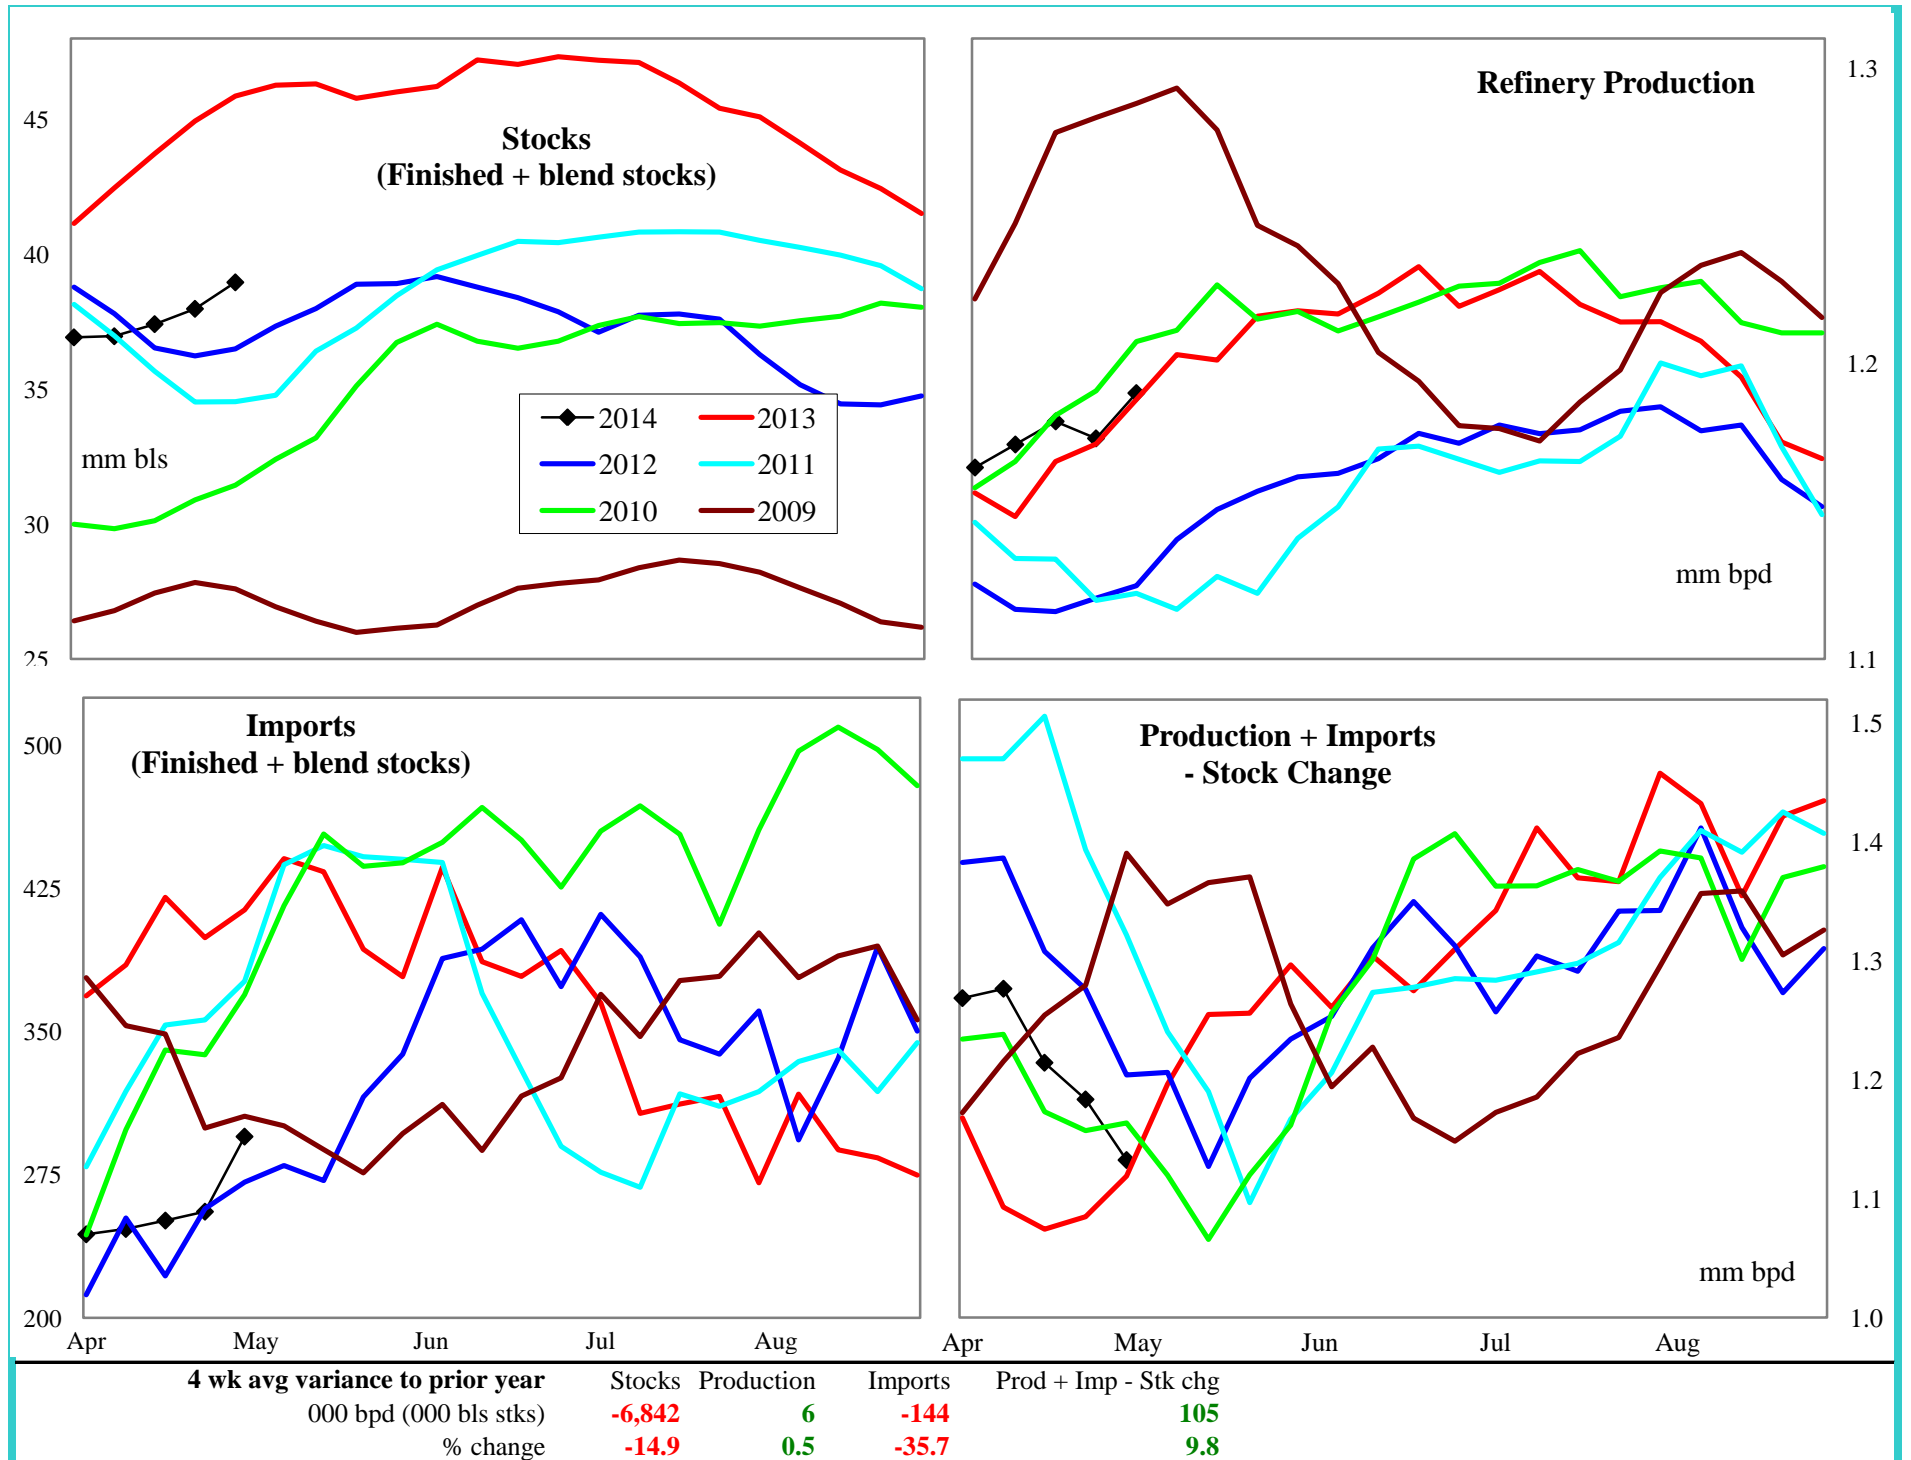 Stocks
(Finished + blend stocks)
45
40
35
30
25
mm bls
2014
2013
2012
2011
2010
2009
Refinery Production
1.3
1.2
1.1
mm bpd
Imports
(Finished + blend stocks)
500
425
350
275
200
Apr May Jun Jul Aug
Production + Imports
- Stock Change
1.5
1.4
1.3
1.2
1.1
1.0
mm bpd
Apr May Jun Jul Aug
4 wk avg variance to prior year Stocks Production Imports Prod + Imp - Stk chg
000 bpd (000 bls stks) -6,842 6 -144 105
% change -14.9 0.5 -35.7 9.8